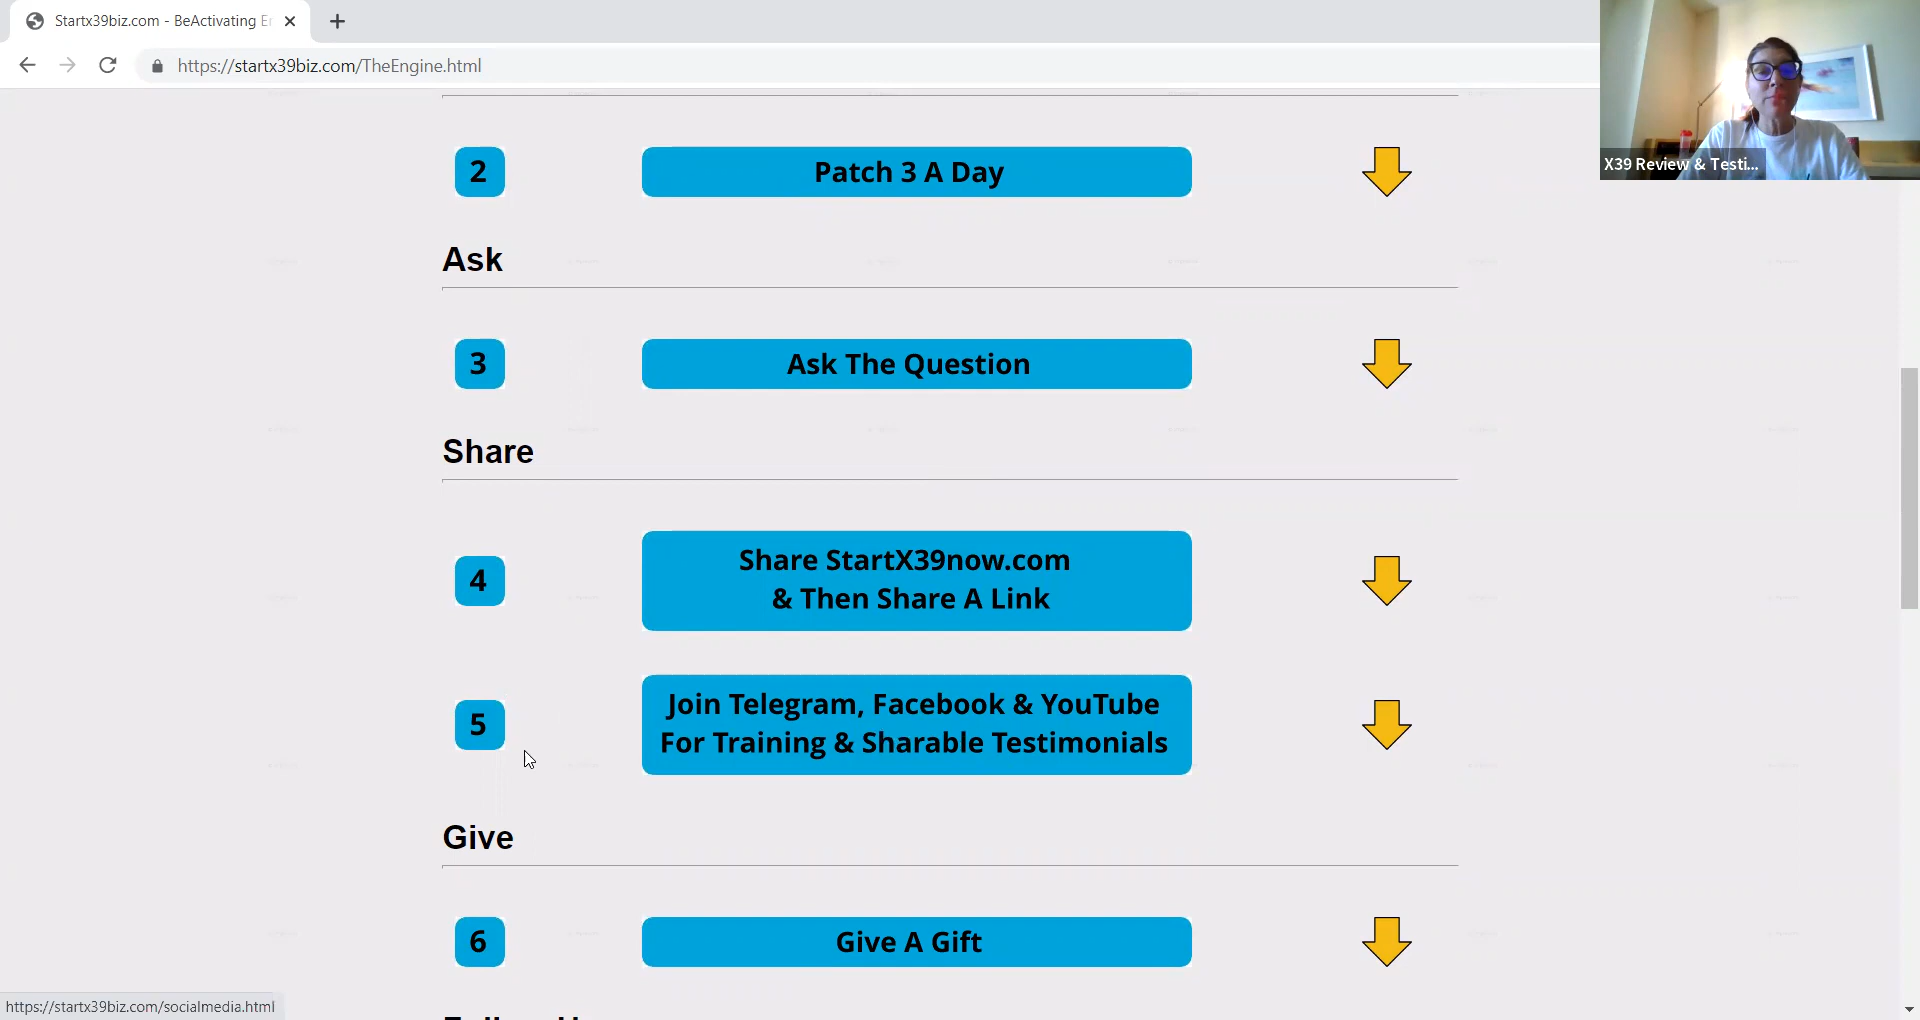 Startx39biz.com - BeActivating E
https://startx39biz.com/TheEngine.html
X39 Review & Testi...
2
Patch 3 A Day
Ask
3
Ask The Question
Share
4
Share StartX39now.com
& Then Share A Link
5
Join Telegram, Facebook & YouTube
For Training & Sharable Testimonials
Give
6
Give A Gift
https://startx39biz.com/socialmedia.html